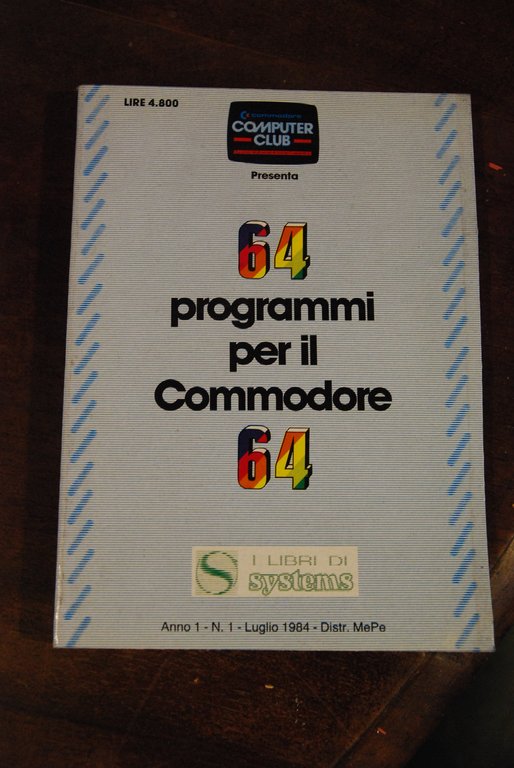 LIRE 4.800
commodore
COMPUTER
CLUB
Presenta
64
programmi
per il
Commodore
64
I LIBRI DI
systems
Anno 1 - N. 1 - Luglio 1984 - Distr. MePe